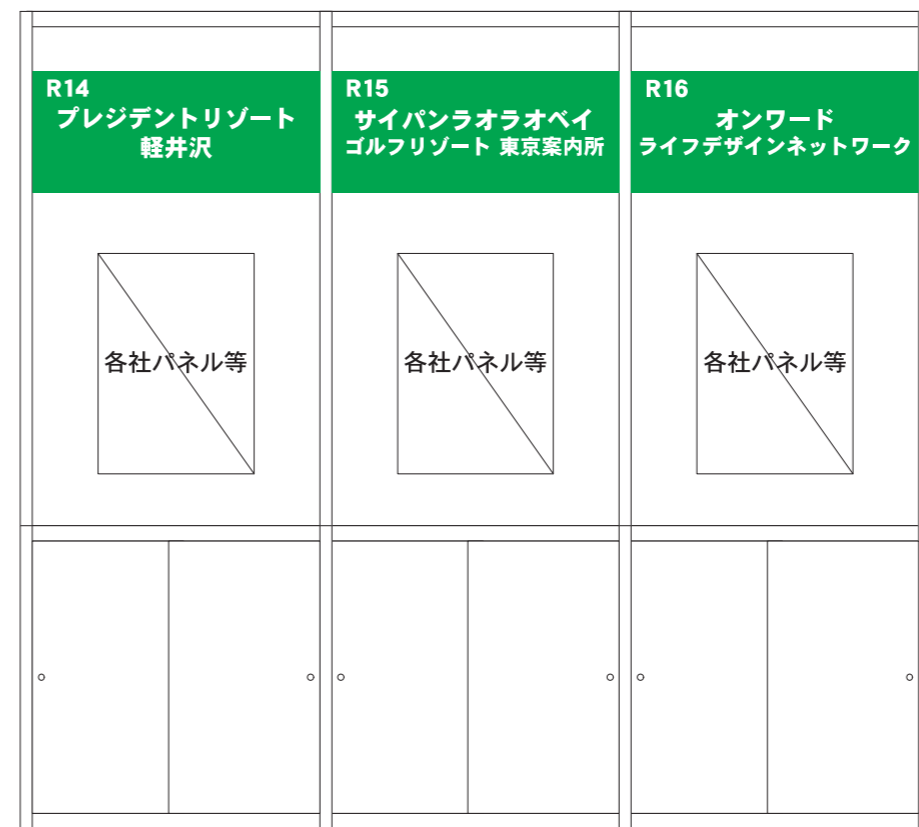 R14
プレジデントリゾート
軽井沢
R15
サイパンラオラオベイ
ゴルフリゾート 東京案内所
R16
オンワード
ライフデザインネットワーク
各社パネル等
各社パネル等
各社パネル等